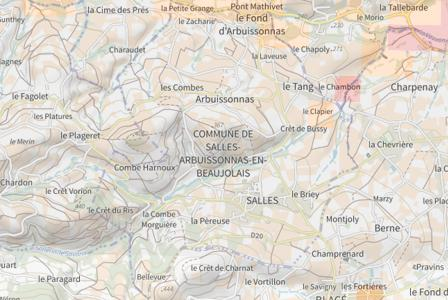 la Cime des Prés
la Petite Grange
Pont Mathivet
la Tallebarde
le Fond
d'Arbuissonnas
le Morio
le Zacharie
Charaudet
le Chapoly
la Laveuse
les Combes
le Tang
le Chambon
Charpenay
le Fagolet
Arbuissonnas
les Platures
le Clapier
Crêt de Bussy
le Plageret
le Merin
COMMUNE DE
SALLES-
ARBUISSONNAS-EN-
BEAUJOLAIS
la Chevrière
Combe Harnoux
Chardon
le Crêt Vorion
le Briey
Marzy
SALLES
le Crêt du Ris
la Combe
Morguière
la Péreuse
Montjoly
Berne
D20
Champrenard
Bellevue
le Crêt de Charnat
le Paragard
le Vortillon
le Savigny
les Fortières
le Fond d